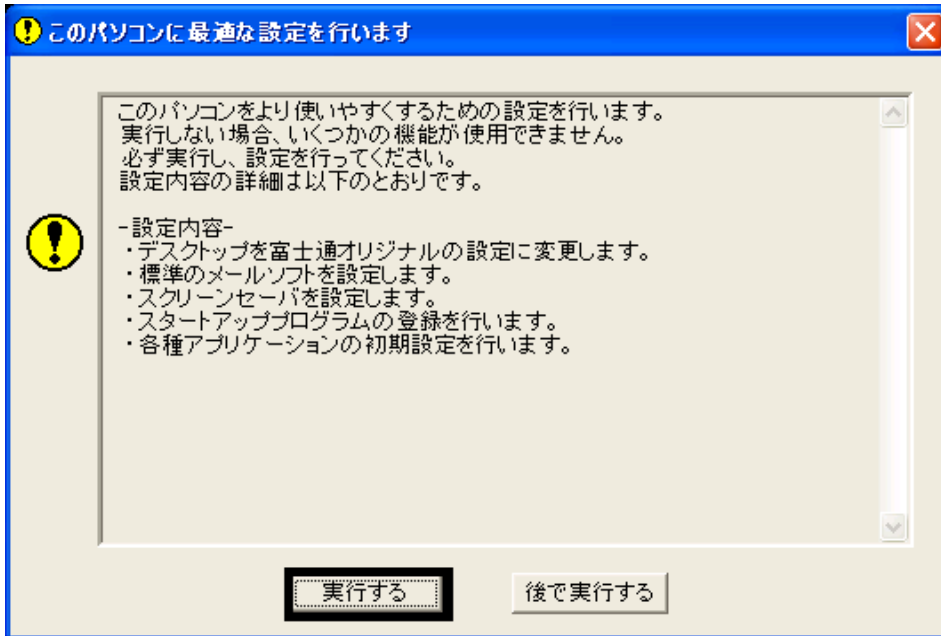 このパソコンに最適な設定を行います
このパソコンをより使いやすくするための設定を行います。
実行しない場合、いくつかの機能が使用できません。
必ず実行し、設定を行ってください。
設定内容の詳細は以下のとおりです。
-設定内容-
・デスクトップを富士通オリジナルの設定に変更します。
・標準のメールソフトを設定します。
・スクリーンセーバを設定します。
・スタートアッププログラムの登録を行います。
・各種アプリケーションの初期設定を行います。
実行する
後で実行する